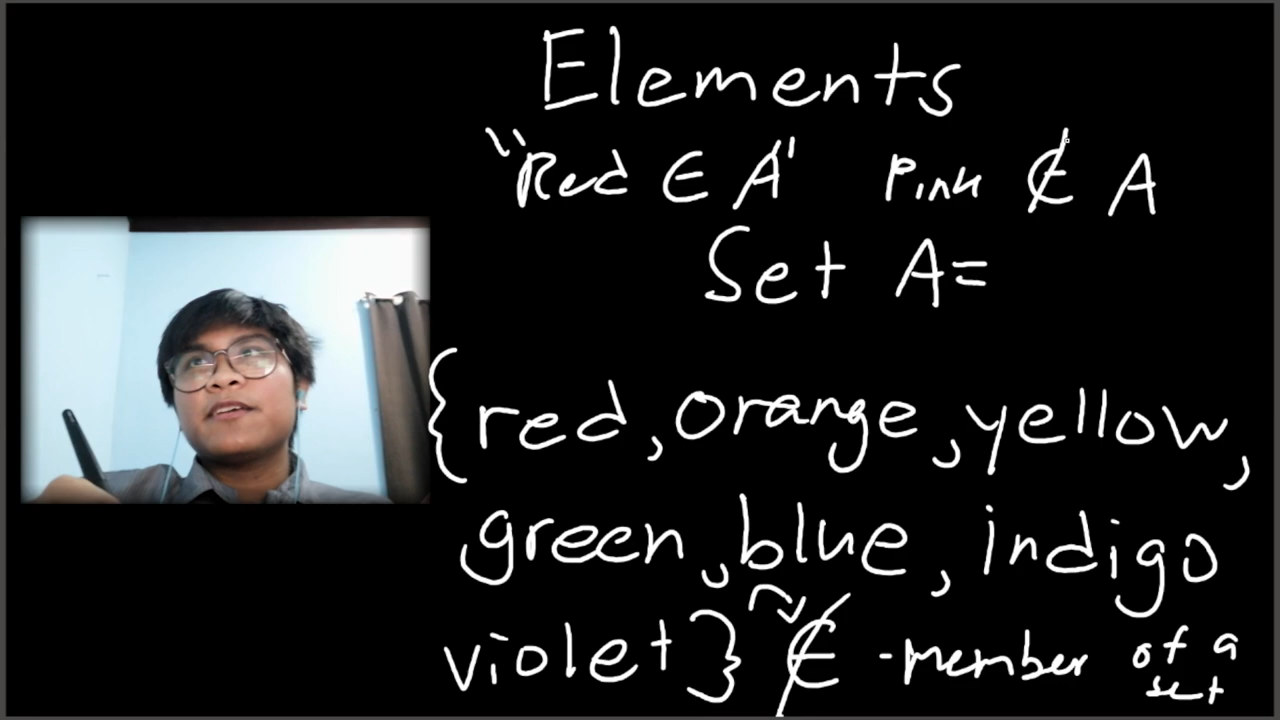 Elements
"Red ∈ A" Pink ∉ A
Set A=
{red, orange, yellow,
green, blue, indigo
violet} ∉ - member of a
set